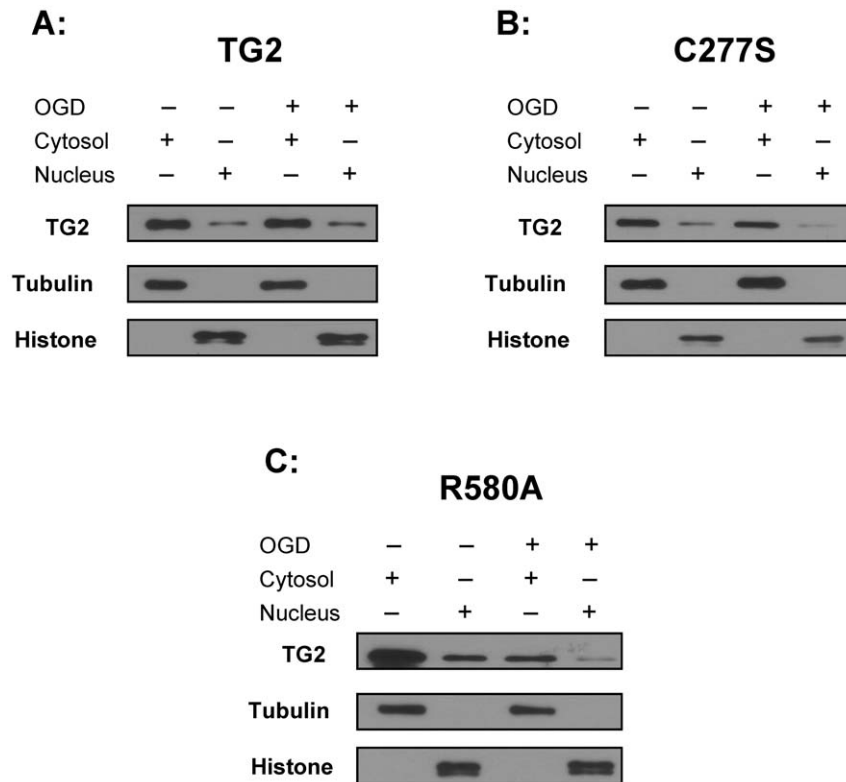 A:
TG2
OGD – – + +
Cytosol + – + –
Nucleus – + – +
TG2
Tubulin
Histone
B:
C277S
OGD – – + +
Cytosol + – + –
Nucleus – + – +
TG2
Tubulin
Histone
C:
R580A
OGD – – + +
Cytosol + – + –
Nucleus – + – +
TG2
Tubulin
Histone